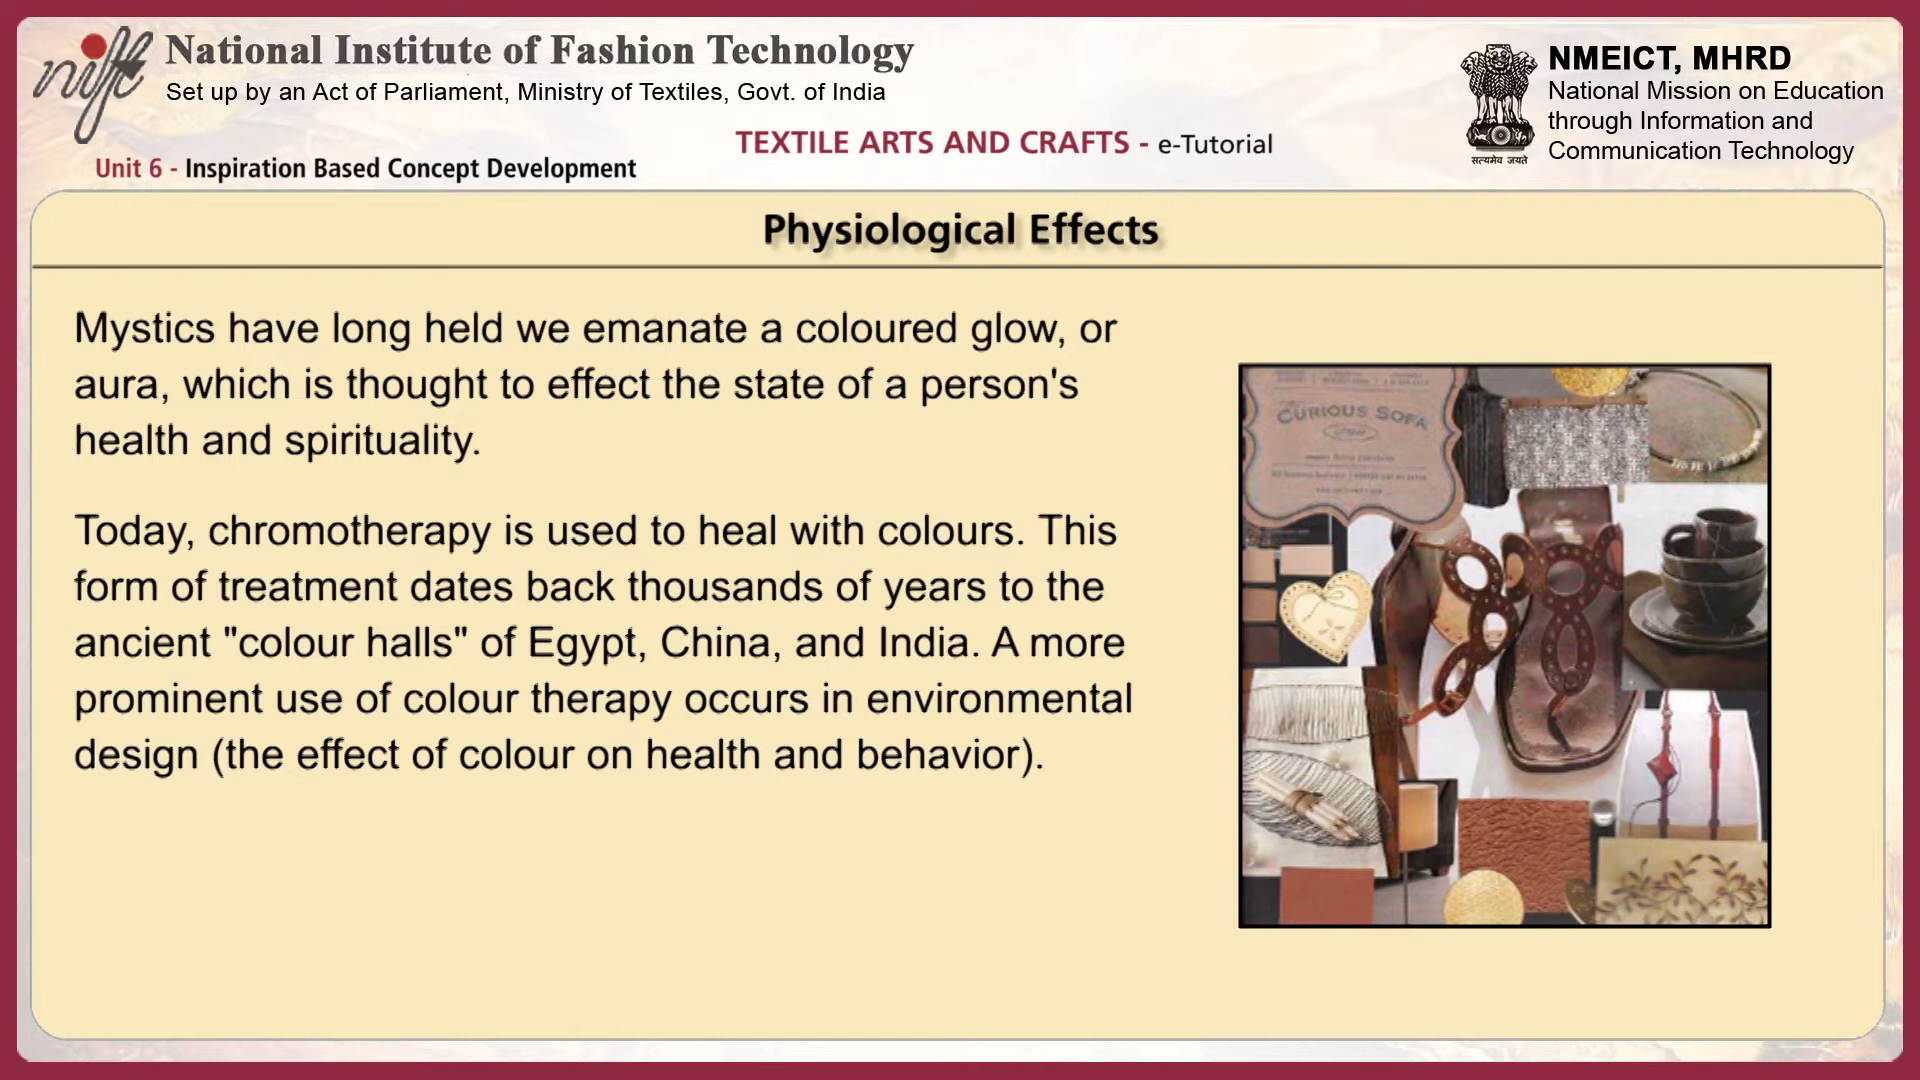 nift
National Institute of Fashion Technology
Set up by an Act of Parliament, Ministry of Textiles, Govt. of India
TEXTILE ARTS AND CRAFTS - e-Tutorial
Unit 6 - Inspiration Based Concept Development
सत्यमेव जयते
NMEICT, MHRD
National Mission on Education
through Information and
Communication Technology
Physiological Effects
Mystics have long held we emanate a coloured glow, or
aura, which is thought to effect the state of a person's
health and spirituality.
Today, chromotherapy is used to heal with colours. This
form of treatment dates back thousands of years to the
ancient "colour halls" of Egypt, China, and India. A more
prominent use of colour therapy occurs in environmental
design (the effect of colour on health and behavior).
CURIOUS SOFA